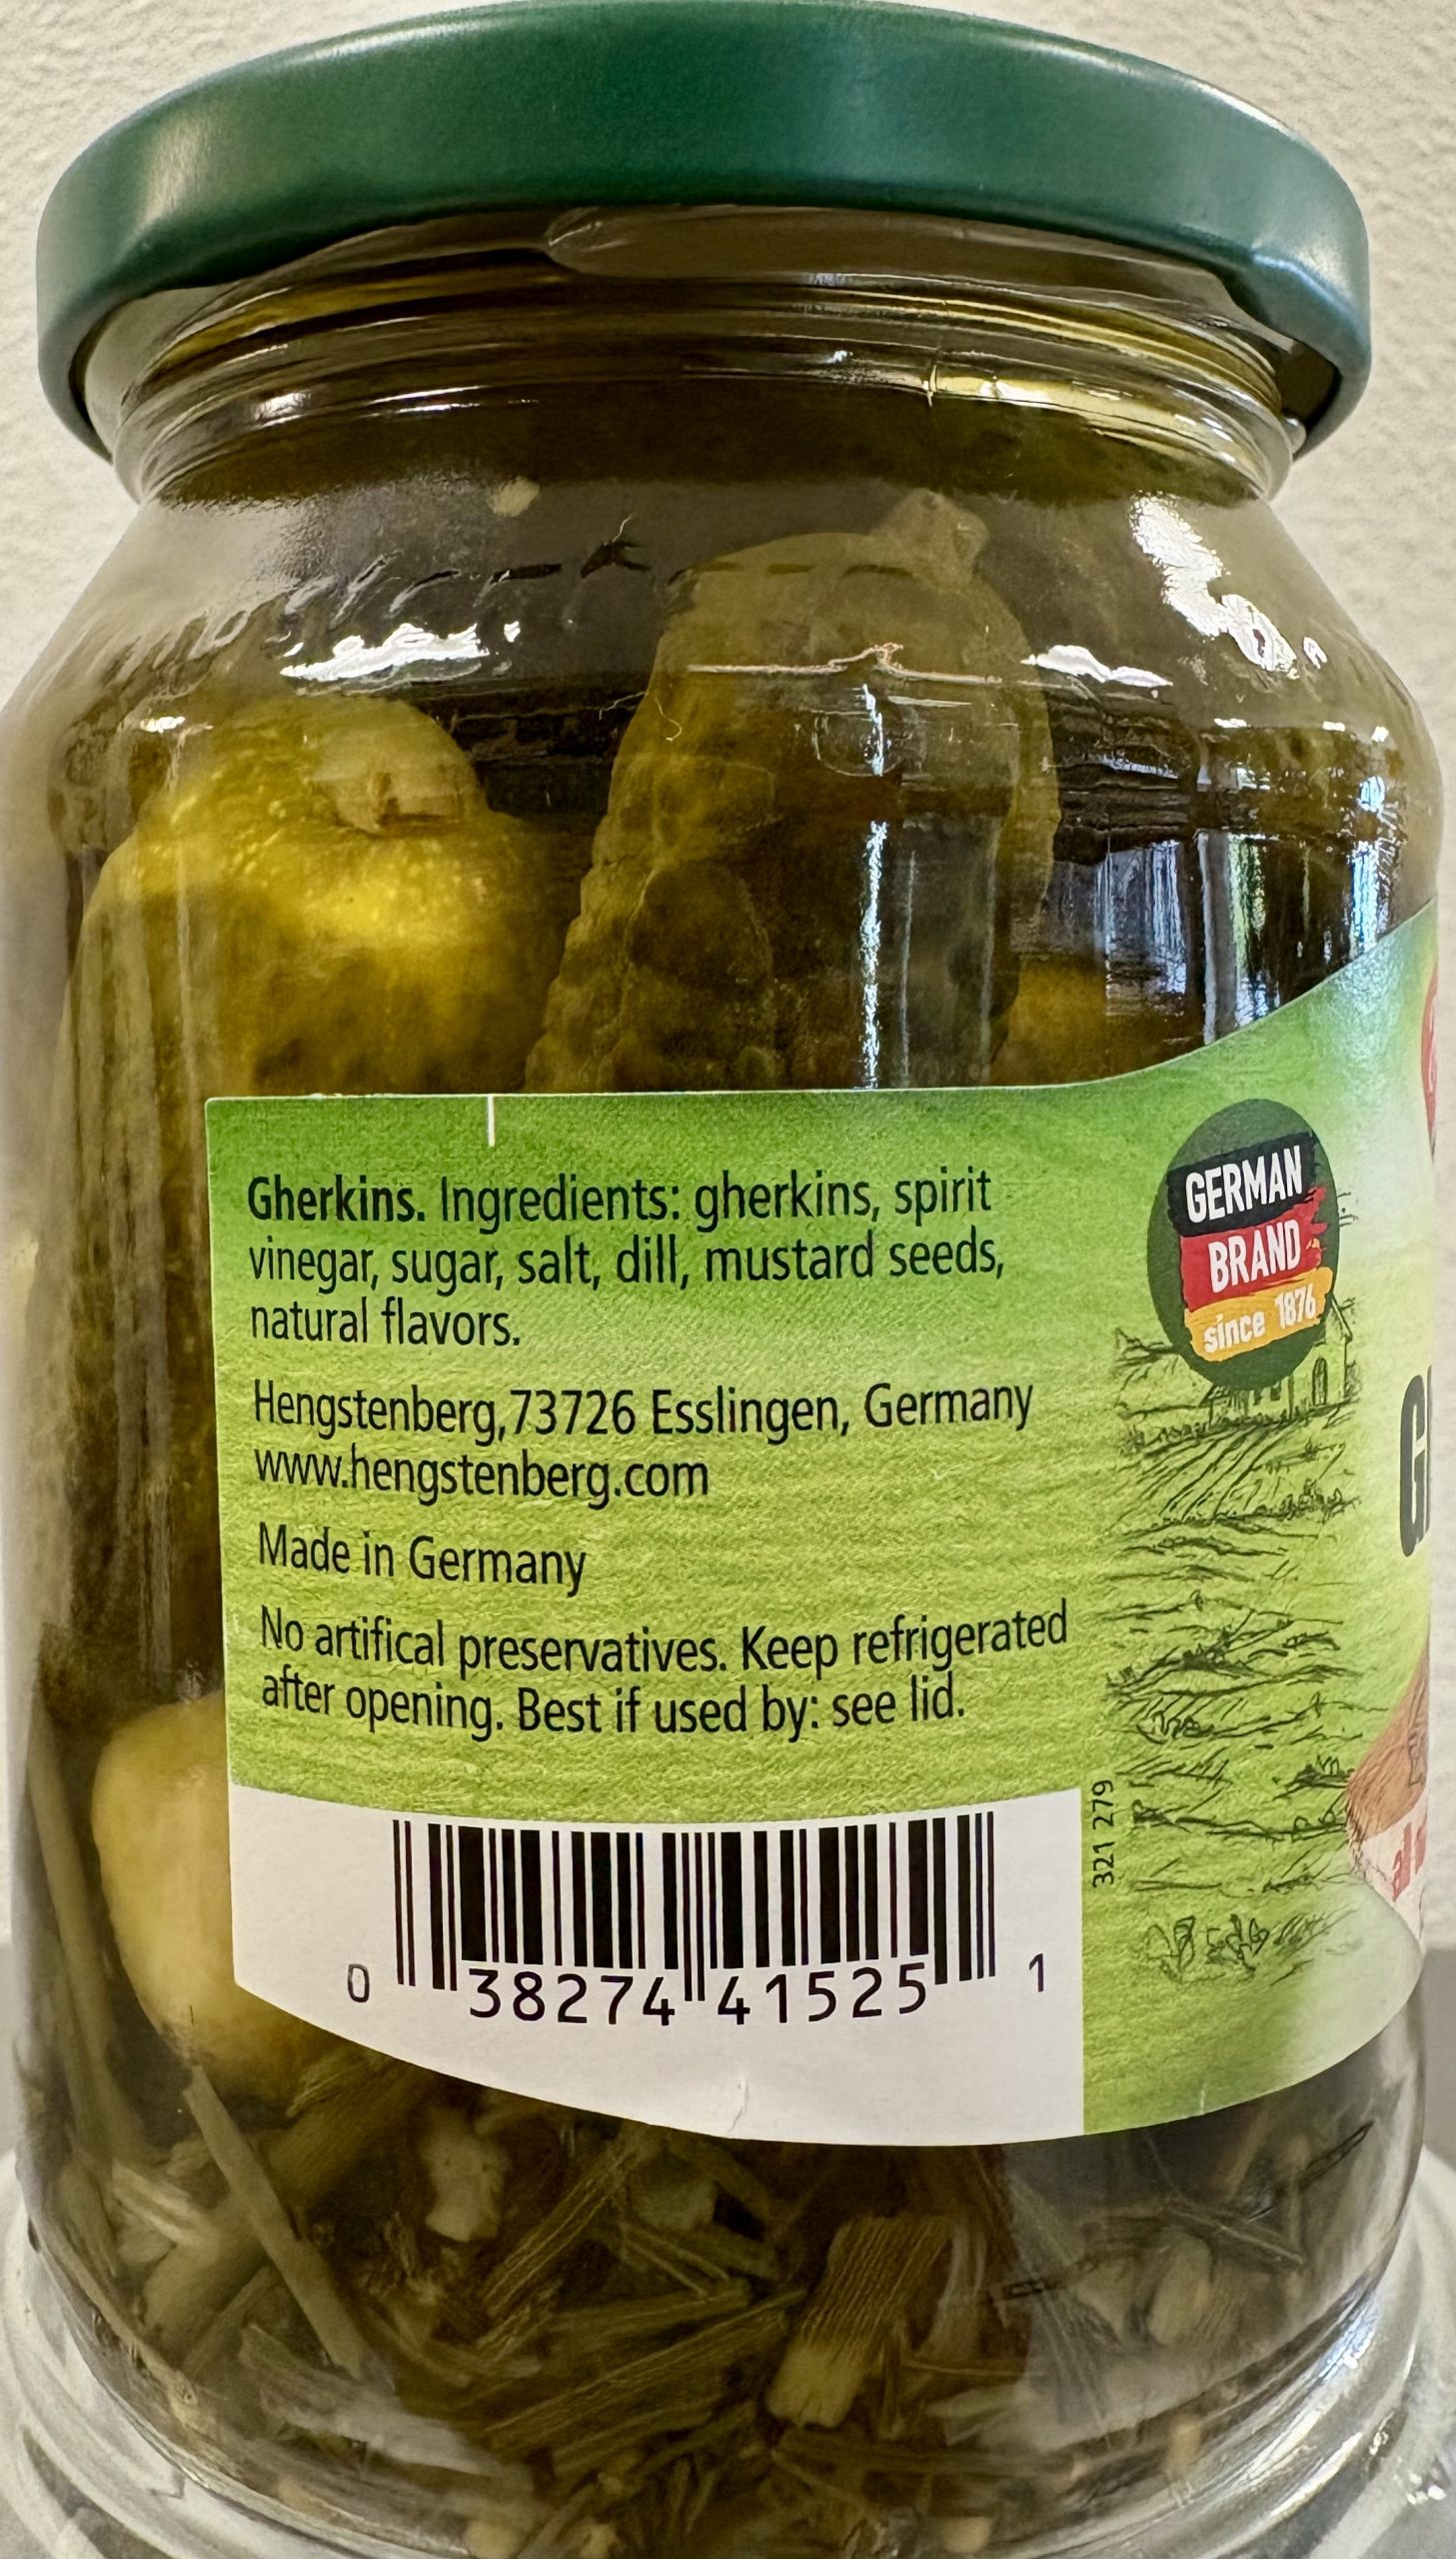 Gherkins. Ingredients: gherkins, spirit
vinegar, sugar, salt, dill, mustard seeds,
natural flavors.
Hengstenberg,73726 Esslingen, Germany
www.hengstenberg.com
Made in Germany
No artifical preservatives. Keep refrigerated
after opening. Best if used by: see lid.
0 38274 41525 1
321 279
GERMAN
BRAND
since 1876